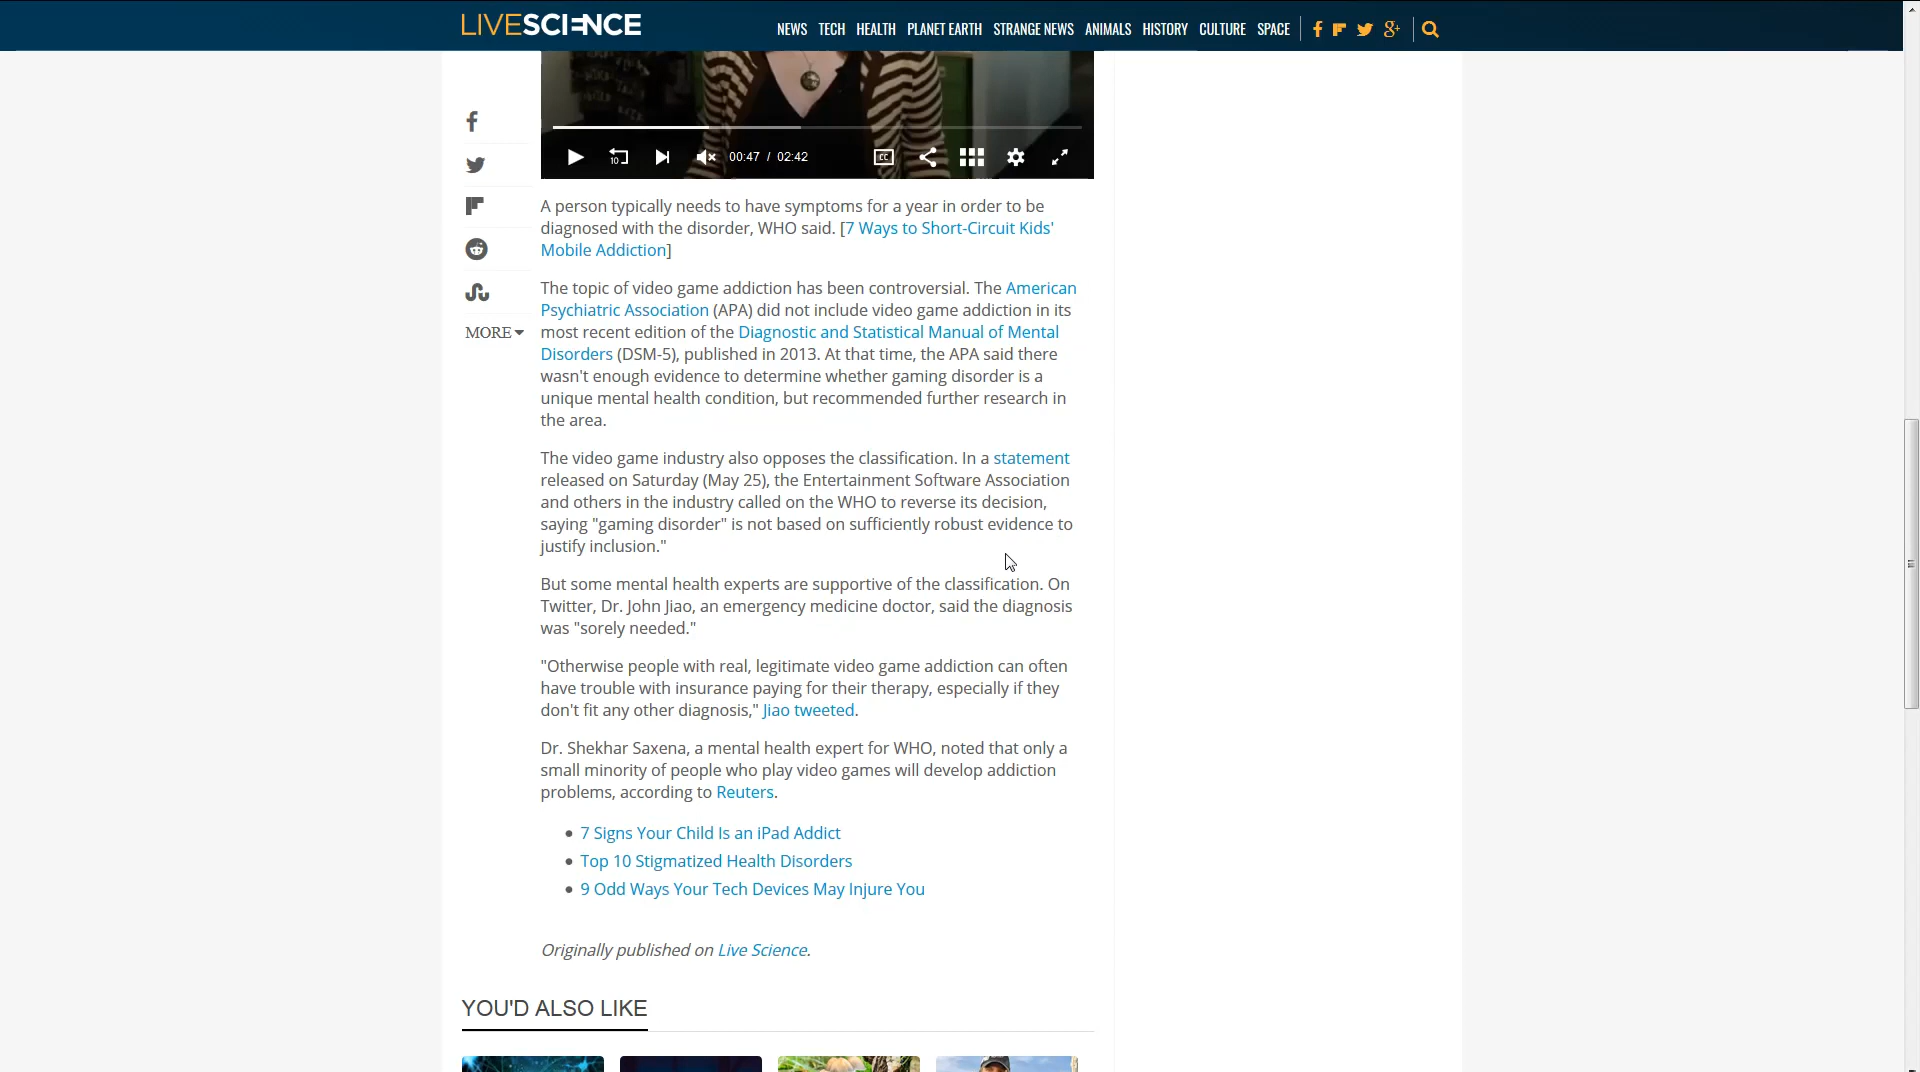 LIVESCIENCE
NEWS TECH HEALTH PLANET EARTH STRANGE NEWS ANIMALS HISTORY CULTURE SPACE
10 00:47 / 02:42 CC
MORE
A person typically needs to have symptoms for a year in order to be
diagnosed with the disorder, WHO said. [7 Ways to Short-Circuit Kids'
Mobile Addiction]
The topic of video game addiction has been controversial. The American
Psychiatric Association (APA) did not include video game addiction in its
most recent edition of the Diagnostic and Statistical Manual of Mental
Disorders (DSM-5), published in 2013. At that time, the APA said there
wasn't enough evidence to determine whether gaming disorder is a
unique mental health condition, but recommended further research in
the area.
The video game industry also opposes the classification. In a statement
released on Saturday (May 25), the Entertainment Software Association
and others in the industry called on the WHO to reverse its decision,
saying "gaming disorder" is not based on sufficiently robust evidence to
justify inclusion."
But some mental health experts are supportive of the classification. On
Twitter, Dr. John Jiao, an emergency medicine doctor, said the diagnosis
was "sorely needed."
"Otherwise people with real, legitimate video game addiction can often
have trouble with insurance paying for their therapy, especially if they
don't fit any other diagnosis," Jiao tweeted.
Dr. Shekhar Saxena, a mental health expert for WHO, noted that only a
small minority of people who play video games will develop addiction
problems, according to Reuters.
• 7 Signs Your Child Is an iPad Addict
• Top 10 Stigmatized Health Disorders
• 9 Odd Ways Your Tech Devices May Injure You
Originally published on Live Science.
YOU'D ALSO LIKE